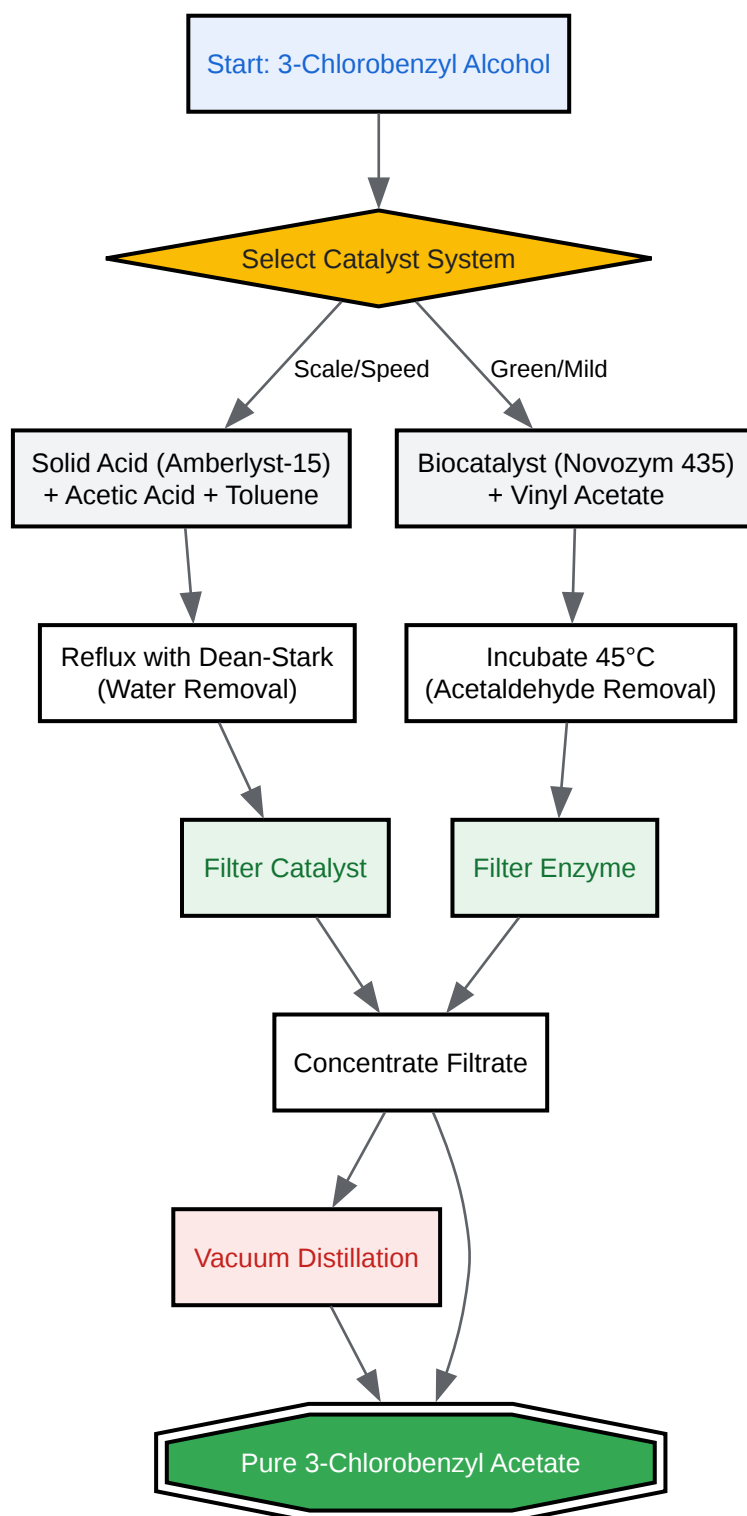 Start: 3-Chlorobenzyl Alcohol
Select Catalyst System
Scale/Speed
Green/Mild
Solid Acid (Amberlyst-15)
+ Acetic Acid + Toluene
Biocatalyst (Novozym 435)
+ Vinyl Acetate
Reflux with Dean-Stark
(Water Removal)
Incubate 45°C
(Acetaldehyde Removal)
Filter Catalyst
Filter Enzyme
Concentrate Filtrate
Vacuum Distillation
Pure 3-Chlorobenzyl Acetate